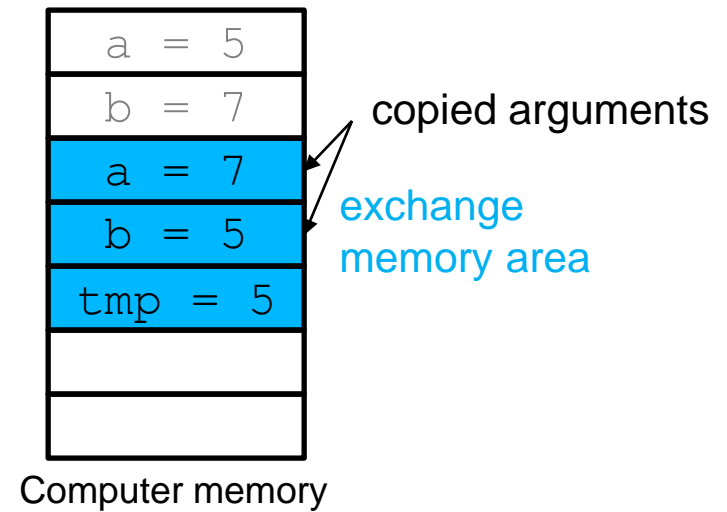 a = 5
b = 7
copied arguments
a = 7
exchange
b = 5
memory area
tmp = 5
Computer memory